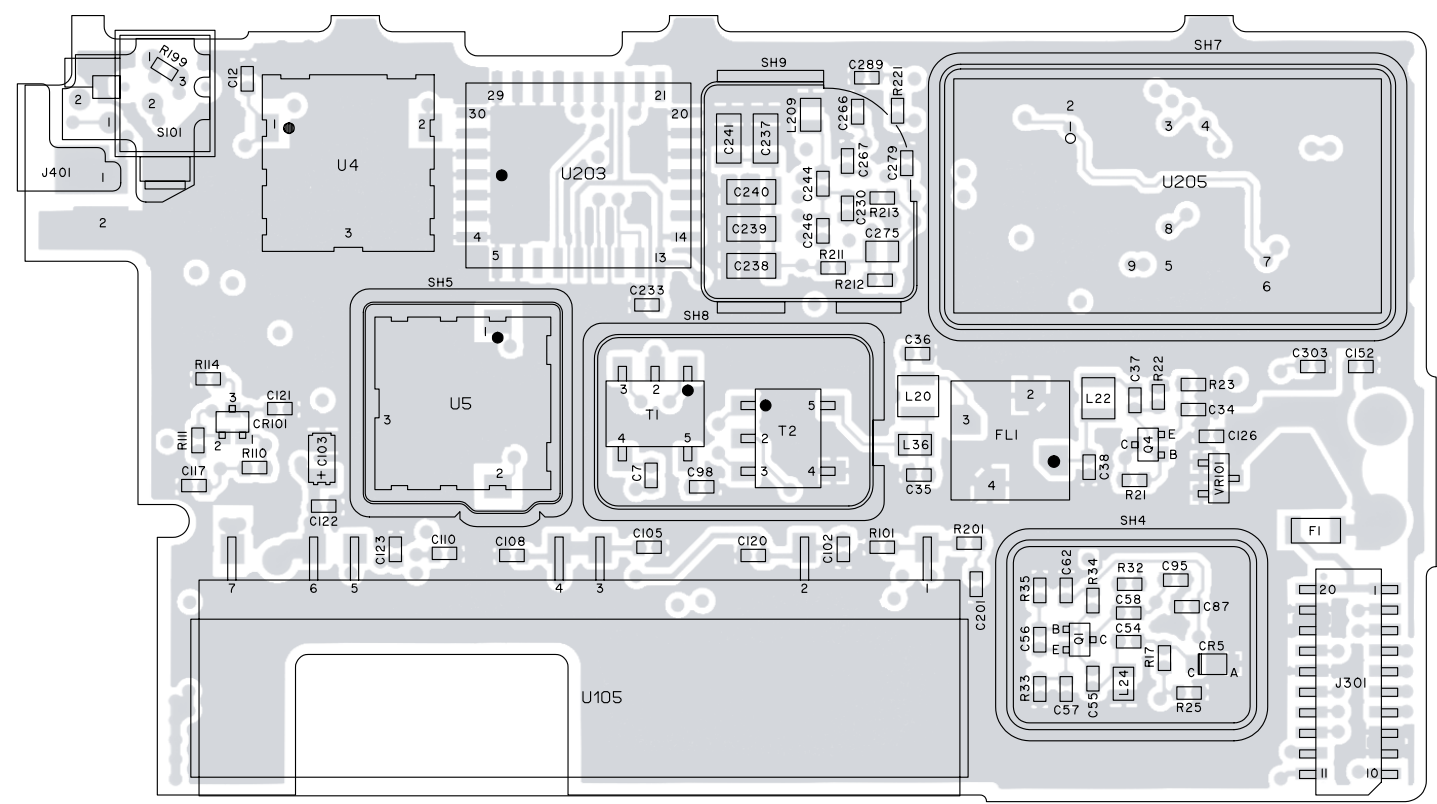 SH7
SH9
C289
R221
R199
1
3
2
S101
C12
2
1
J401
1
2
1
2
U4
3
29
21
30
20
U203
4
14
5
13
L209
C266
C241
C237
C267
C279
C244
C240
C230
R213
C246
C239
C275
R211
C238
R212
2
1
3
4
U205
8
9
5
7
6
SH5
C233
SH8
1
U5
3
2
C36
C37
R22
C303
C152
R114
C121
3
CR101
2
1
R111
R110
C117
+C103
C122
3
2
T1
4
5
C7
C98
5
T2
2
3
4
L20
L36
C35
2
3
FL1
4
L22
R23
C34
C126
E
C
Q4
B
C38
R21
VR101
SH4
F1
C123
C110
C108
C105
C120
C102
R101
R201
7
6
5
4
3
2
1
C201
R35
C62
R34
R32
C95
C58
C87
C56
B
Q1
C
E
C54
R17
CR5
C
A
R33
C57
C55
L24
R25
20
1
J301
11
10
U105